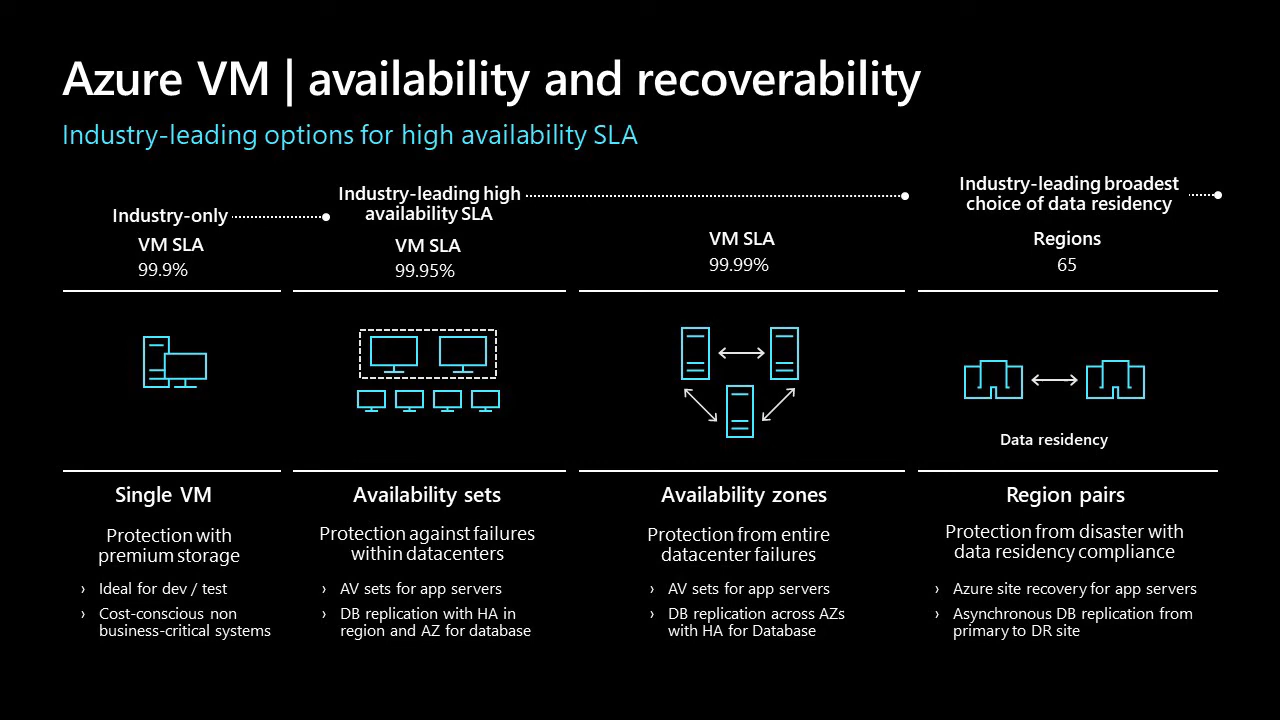 Azure VM | availability and recoverability
Industry-leading options for high availability SLA
Industry-only
VM SLA
99.9%
Single VM
Protection with
premium storage
› Ideal for dev / test
› Cost-conscious non
business-critical systems
Industry-leading high
availability SLA
VM SLA
99.95%
Availability sets
Protection against failures
within datacenters
› AV sets for app servers
› DB replication with HA in
region and AZ for database
VM SLA
99.99%
Availability zones
Protection from entire
datacenter failures
› AV sets for app servers
› DB replication across AZs
with HA for Database
Industry-leading broadest
choice of data residency
Regions
65
Data residency
Region pairs
Protection from disaster with
data residency compliance
› Azure site recovery for app servers
› Asynchronous DB replication from
primary to DR site